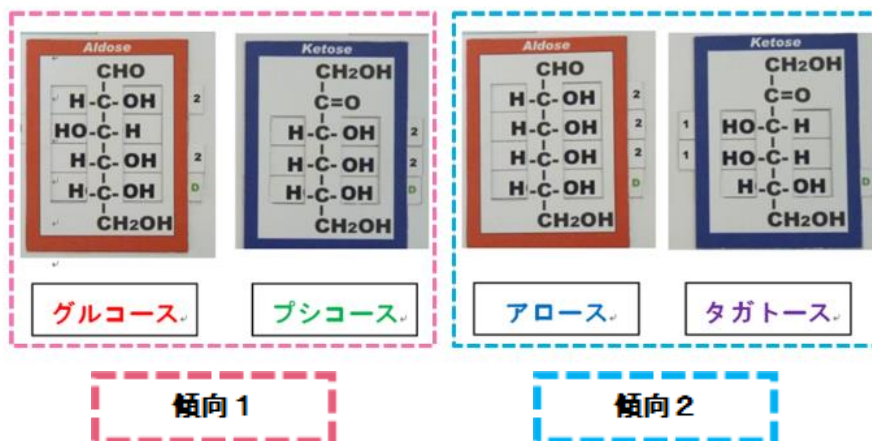 Aldose
CHO
H-C-OH 2
HO-C-H
H-C-OH 2
H-C-OH D
CH2OH
グルコース
Ketose
CH2OH
C=O
H-C-OH 2
H-C-OH 2
H-C-OH D
CH2OH
プシコース
Aldose
CHO
H-C-OH 2
H-C-OH 2
H-C-OH 2
H-C-OH D
CH2OH
アロース
Ketose
CH2OH
C=O
1 HO-C-H
1 HO-C-H
H-C-OH D
CH2OH
タガトース
傾向1
傾向2